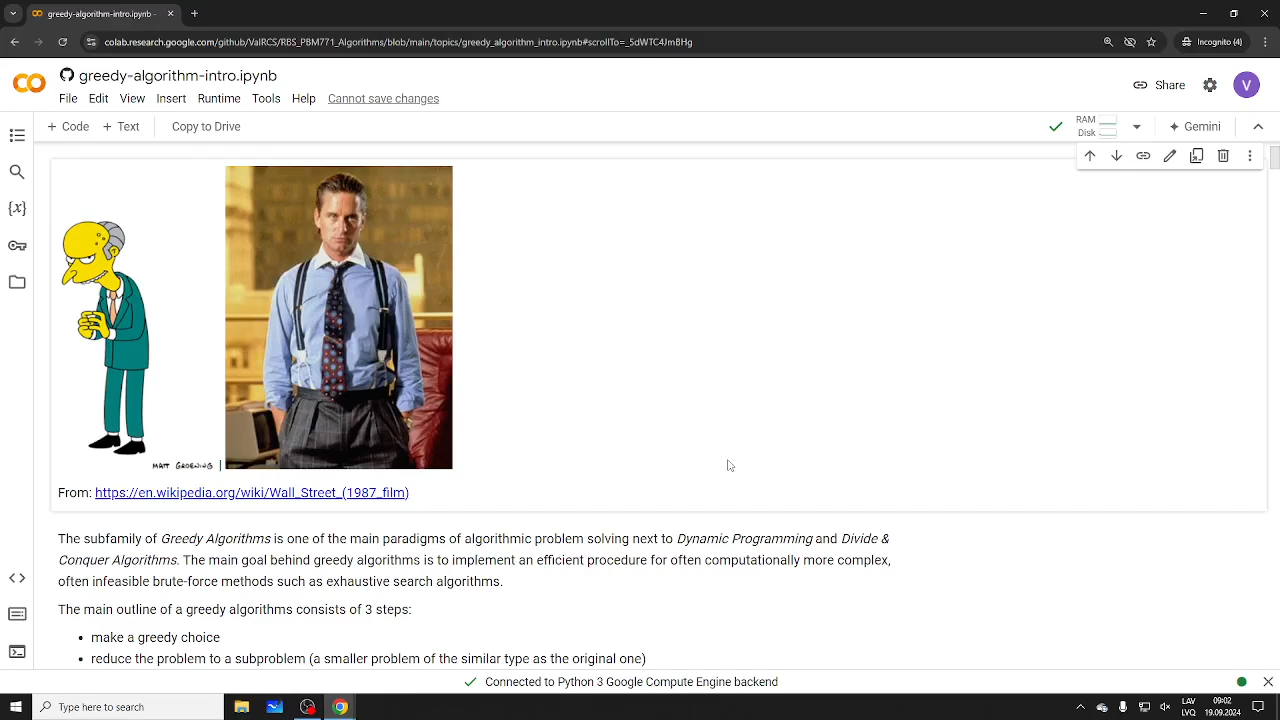 greedy-algorithm-intro.ipynb -
colab.research.google.com/github/ValRCS/RBS_PBM771_Algorithms/blob/main/topics/greedy_algorithm_intro.ipynb#scrollTo=_5dWTC4JmBHg
Incognito (4)
greedy-algorithm-intro.ipynb
Share
V
File Edit View Insert Runtime Tools Help Cannot save changes
+ Code + Text Copy to Drive
RAM
Disk
Gemini
{x}
MATT GROENING |
From: https://en.wikipedia.org/wiki/Wall_Street_(1987_film)
The subfamily of Greedy Algorithms is one of the main paradigms of algorithmic problem solving next to Dynamic Programming and Divide &
Conquer Algorithms. The main goal behind greedy algorithms is to implement an efficient procedure for often computationally more complex,
often infeasible brute-force methods such as exhaustive search algorithms.
The main outline of a greedy algorithms consists of 3 steps:
• make a greedy choice
• reduce the problem to a subproblem (a smaller problem of the similar type as the original one)
Connected to Python 3 Google Compute Engine backend
Type here to search
LAV
LVQ
09:02
19.09.2024